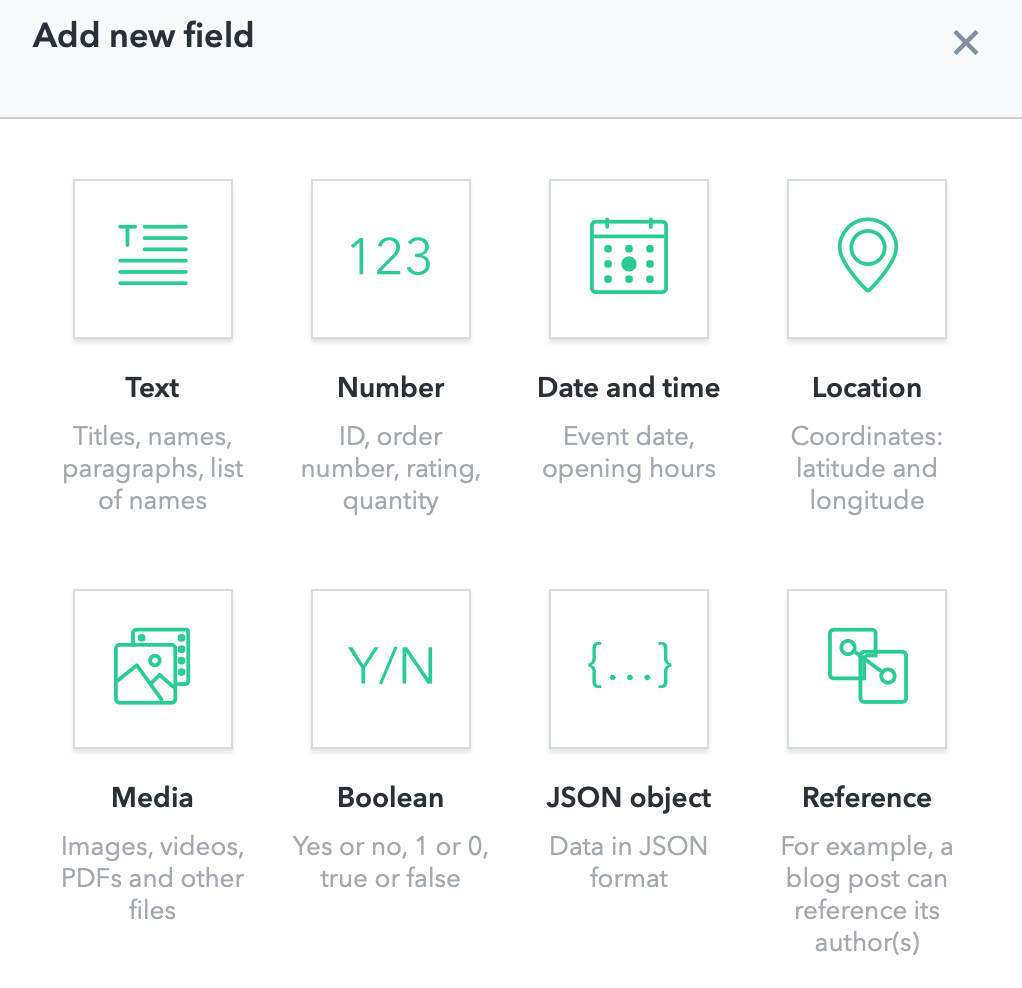 Add new field
123
Text
Number
Date and time
Location
Titles, names,
paragraphs, list
of names
ID, order
number, rating,
quantity
Event date,
opening hours
Coordinates:
latitude and
longitude
Y/N
{...}
Media
Boolean
JSON object
Reference
Images, videos,
PDFs and other
files
Yes or no, 1 or 0,
true or false
Data in JSON
format
For example, a
blog post can
reference its
author(s)